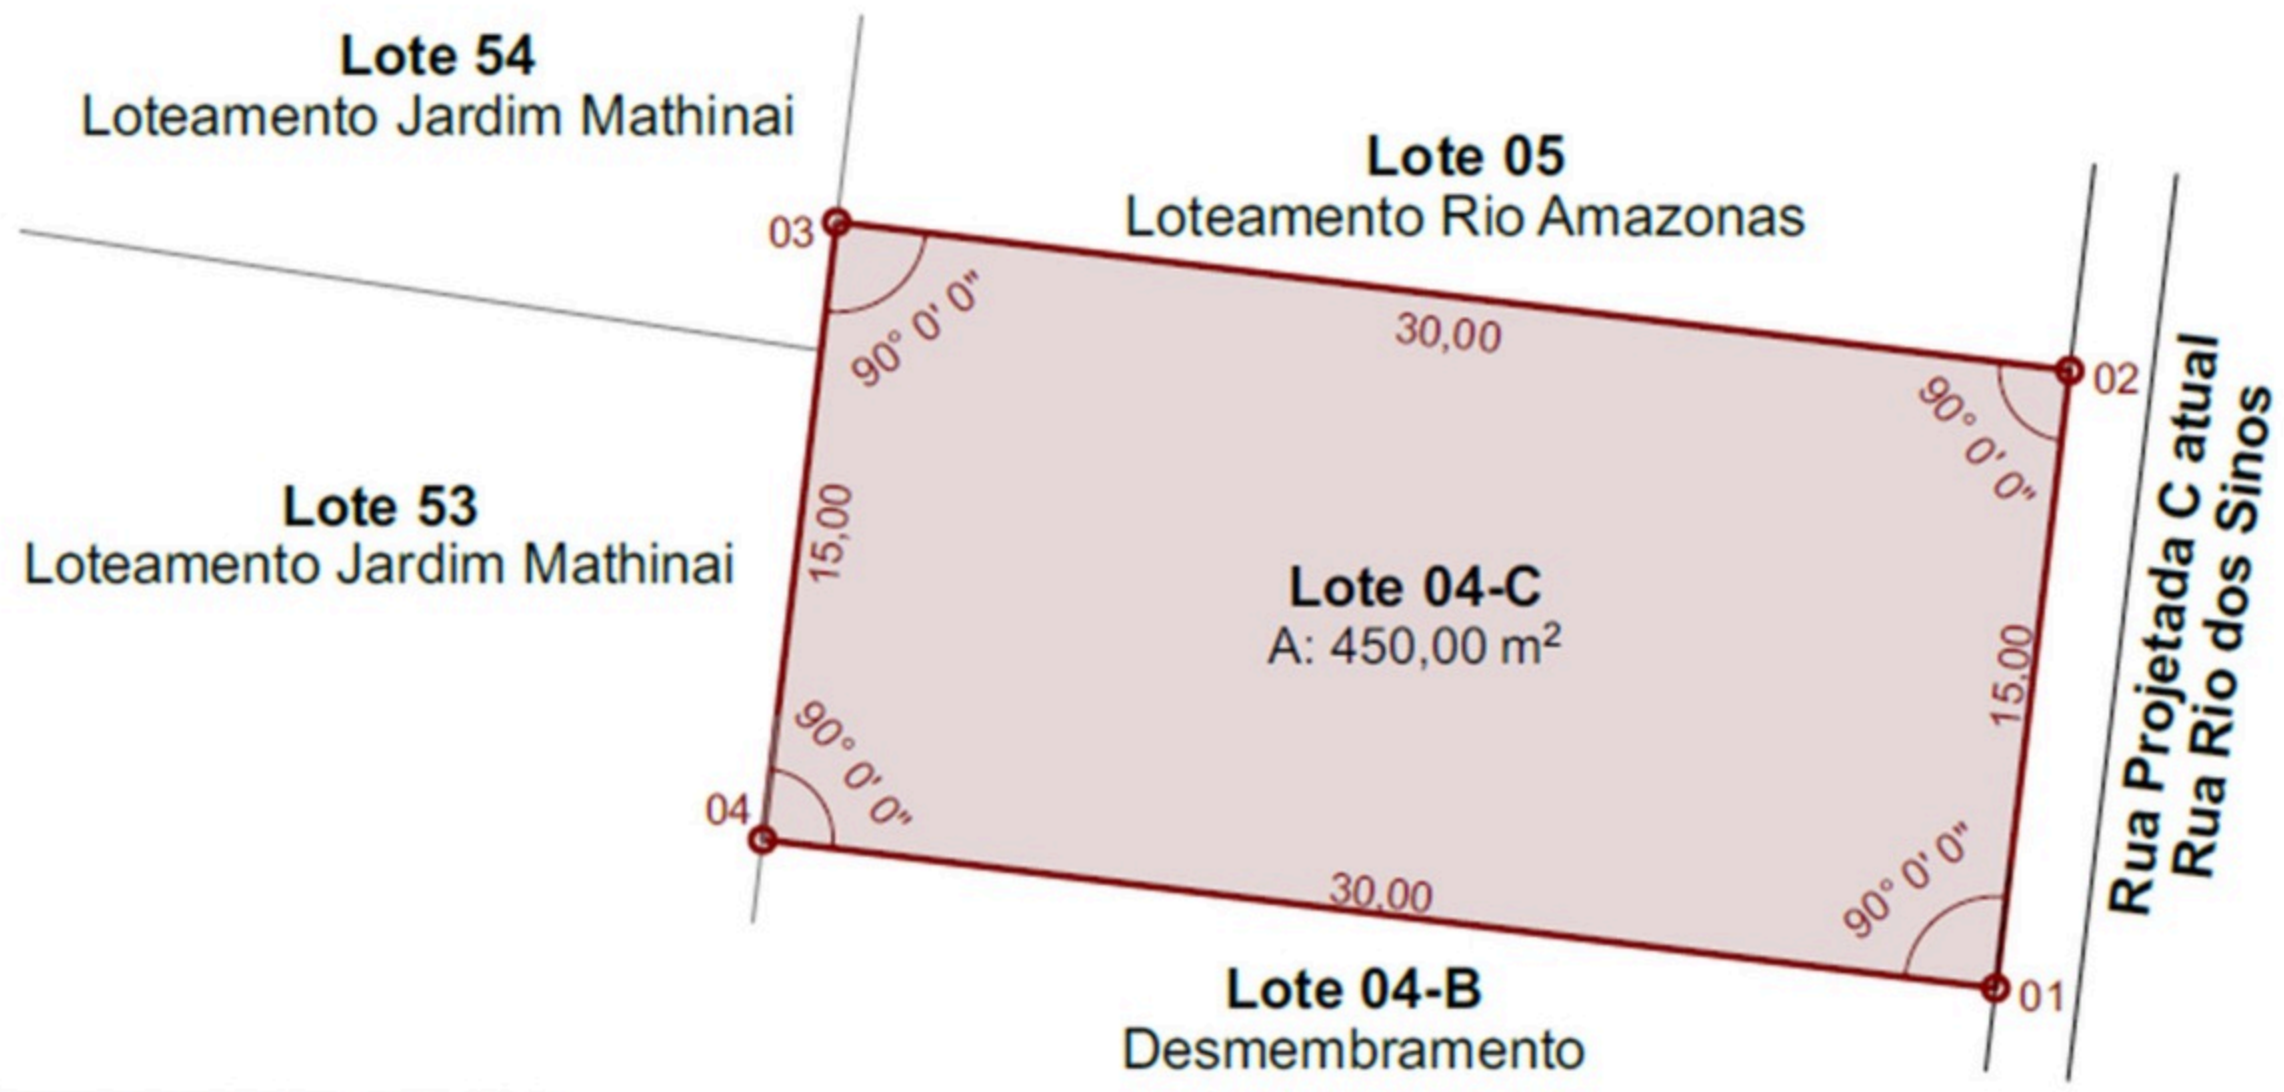 Lote 54
Loteamento Jardim Mathinai
Lote 05
Loteamento Rio Amazonas
03
90° 0' 0"
30,00
02
90° 0' 0"
Rua Projetada C atual
Rua Rio dos Sinos
Lote 53
Loteamento Jardim Mathinai
15,00
Lote 04-C
A: 450,00 m²
15,00
04
90° 0' 0"
30,00
90° 0' 0"
01
Lote 04-B
Desmembramento